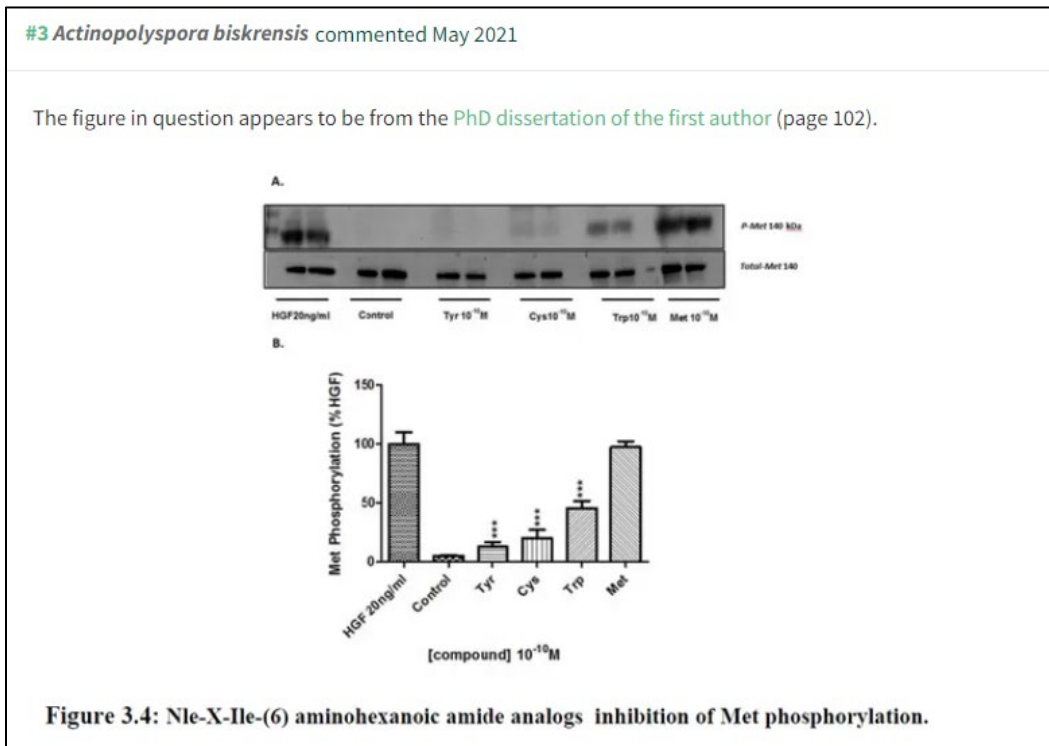 #3 Actinopolyspora biskrensis commented May 2021
The figure in question appears to be from the PhD dissertation of the first author (page 102).
A.
P-Met 140 kDa
Total-Met 140
HGF20ng/ml Control Tyr 10⁻¹⁰M Cys10⁻¹⁰M Trp10⁻¹⁰M Met 10⁻¹⁰M
B.
Met Phosphorylation (% HGF)
150
100
50
0
***
***
***
HGF 20ng/ml Control Tyr Cys Trp Met
[compound] 10⁻¹⁰M
Figure 3.4: Nle-X-Ile-(6) aminohexanoic amide analogs inhibition of Met phosphorylation.